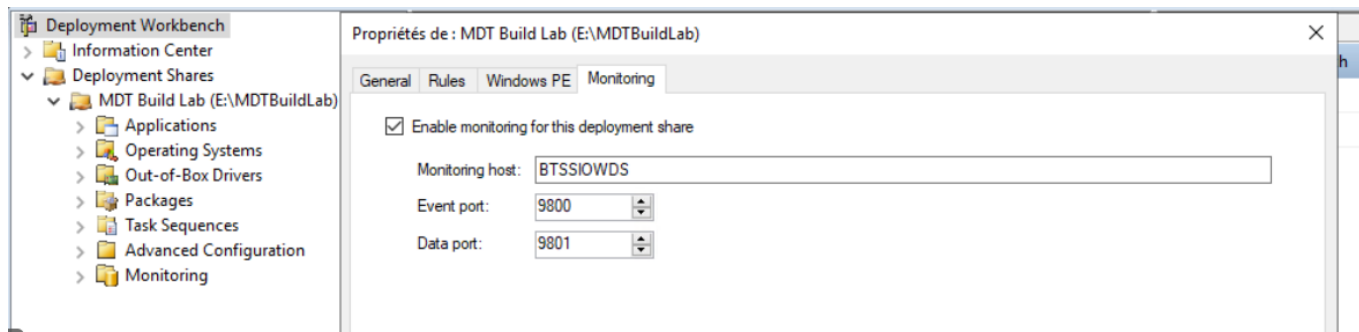 Deployment Workbench
Information Center
Deployment Shares
MDT Build Lab (E:\MDTBuildLab)
Applications
Operating Systems
Out-of-Box Drivers
Packages
Task Sequences
Advanced Configuration
Monitoring
Propriétés de : MDT Build Lab (E:\MDTBuildLab)
General Rules Windows PE Monitoring
Enable monitoring for this deployment share
Monitoring host: BTSSIOWDS
Event port: 9800
Data port: 9801
h